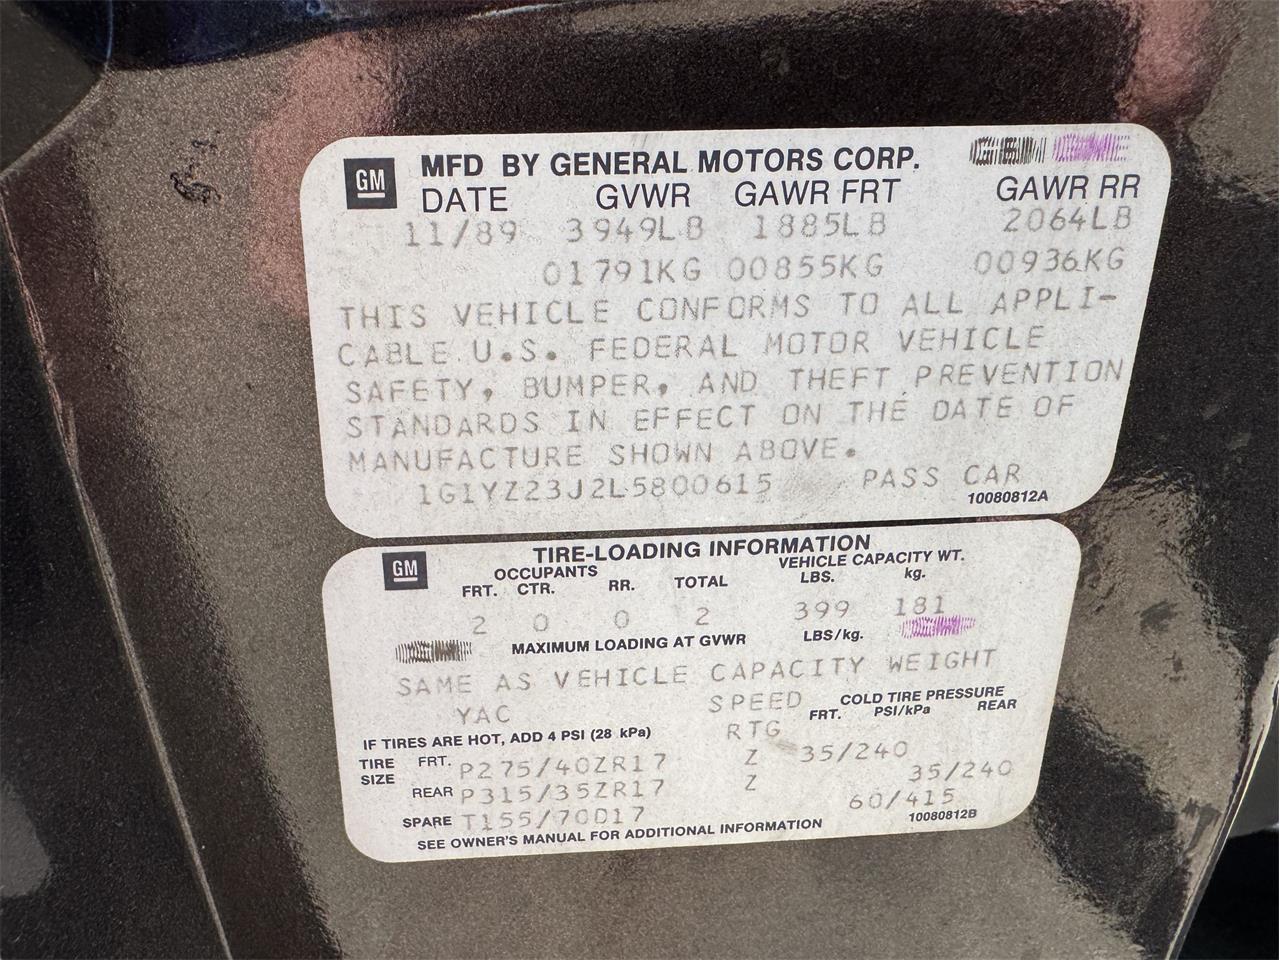 GM MFD BY GENERAL MOTORS CORP.
DATE GVWR GAWR FRT GAWR RR
11/89 3949LB 1885LB 2064LB
01791KG 00855KG 00936KG
THIS VEHICLE CONFORMS TO ALL APPLI-
CABLE U.S. FEDERAL MOTOR VEHICLE
SAFETY, BUMPER, AND THEFT PREVENTION
STANDARDS IN EFFECT ON THE DATE OF
MANUFACTURE SHOWN ABOVE.
1G1YZ23J2L5800615 PASS CAR
10080812A
GM TIRE-LOADING INFORMATION
OCCUPANTS VEHICLE CAPACITY WT.
FRT. CTR. RR. TOTAL LBS. kg.
2 0 0 2 399 181
MAXIMUM LOADING AT GVWR LBS/kg.
SAME AS VEHICLE CAPACITY WEIGHT
YAC SPEED COLD TIRE PRESSURE
RTG FRT. PSI/kPa REAR
IF TIRES ARE HOT, ADD 4 PSI (28 kPa)
TIRE SIZE FRT. P275/40ZR17 Z 35/240
REAR P315/35ZR17 Z 35/240
SPARE T155/70D17 60/415
SEE OWNER'S MANUAL FOR ADDITIONAL INFORMATION 10080812B